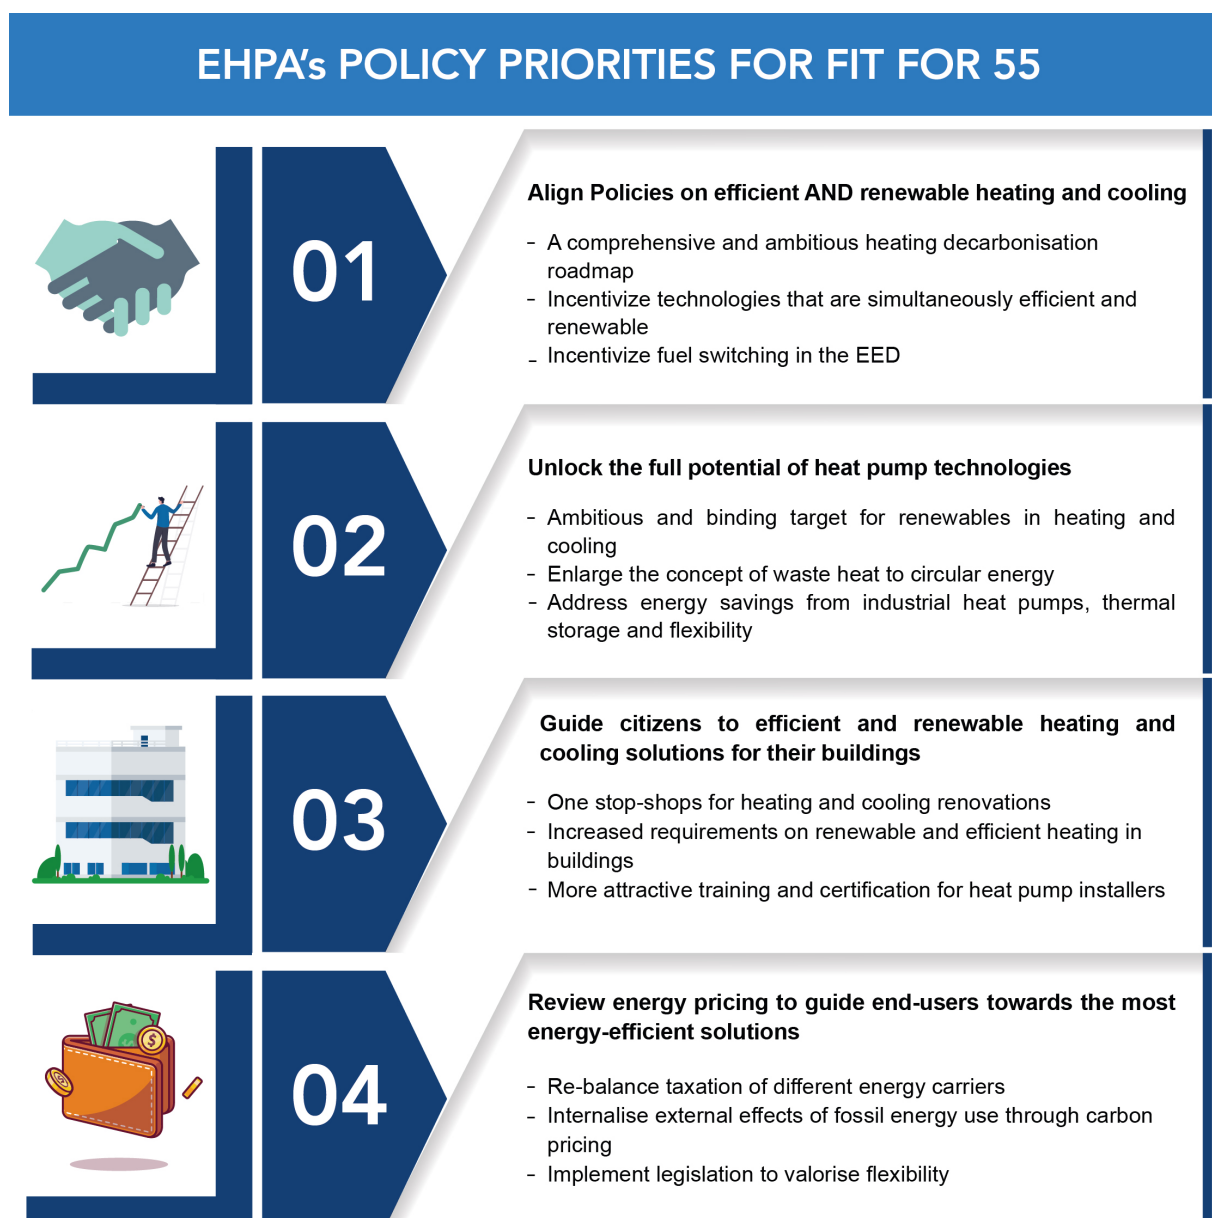 EHPA's POLICY PRIORITIES FOR FIT FOR 55
01
Align Policies on efficient AND renewable heating and cooling
- A comprehensive and ambitious heating decarbonisation
roadmap
- Incentivize technologies that are simultaneously efficient and
renewable
- Incentivize fuel switching in the EED
02
Unlock the full potential of heat pump technologies
- Ambitious and binding target for renewables in heating and
cooling
- Enlarge the concept of waste heat to circular energy
- Address energy savings from industrial heat pumps, thermal
storage and flexibility
03
Guide citizens to efficient and renewable heating and
cooling solutions for their buildings
- One stop-shops for heating and cooling renovations
- Increased requirements on renewable and efficient heating in
buildings
- More attractive training and certification for heat pump installers
04
Review energy pricing to guide end-users towards the most
energy-efficient solutions
- Re-balance taxation of different energy carriers
- Internalise external effects of fossil energy use through carbon
pricing
- Implement legislation to valorise flexibility